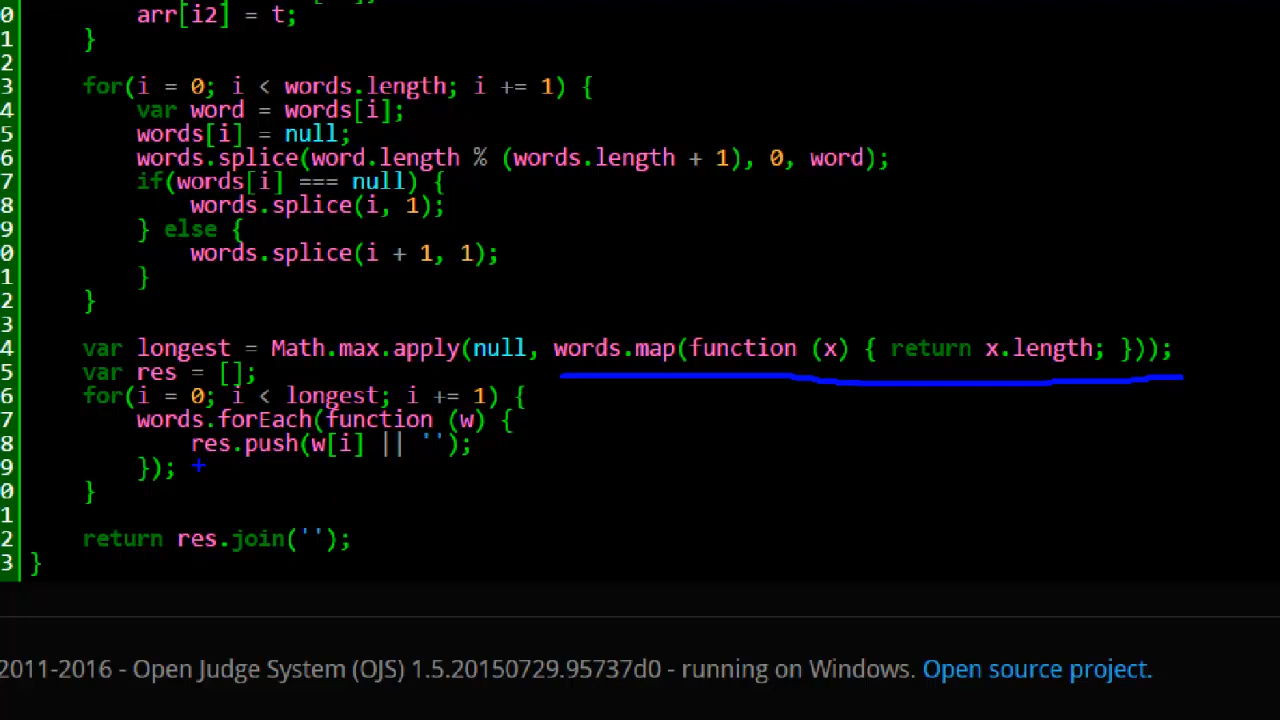 0 arr[i2] = t;
1 }
2
3 for(i = 0; i < words.length; i += 1) {
4 var word = words[i];
5 words[i] = null;
6 words.splice(word.length % (words.length + 1), 0, word);
7 if(words[i] === null) {
8 words.splice(i, 1);
9 } else {
0 words.splice(i + 1, 1);
1 }
2 }
3
4 var longest = Math.max.apply(null, words.map(function (x) { return x.length; }));
5 var res = [];
6 for(i = 0; i < longest; i += 1) {
7 words.forEach(function (w) {
8 res.push(w[i] || '');
9 });
0 }
1
2 return res.join('');
3 }
2011-2016 - Open Judge System (OJS) 1.5.20150729.95737d0 - running on Windows. Open source project.